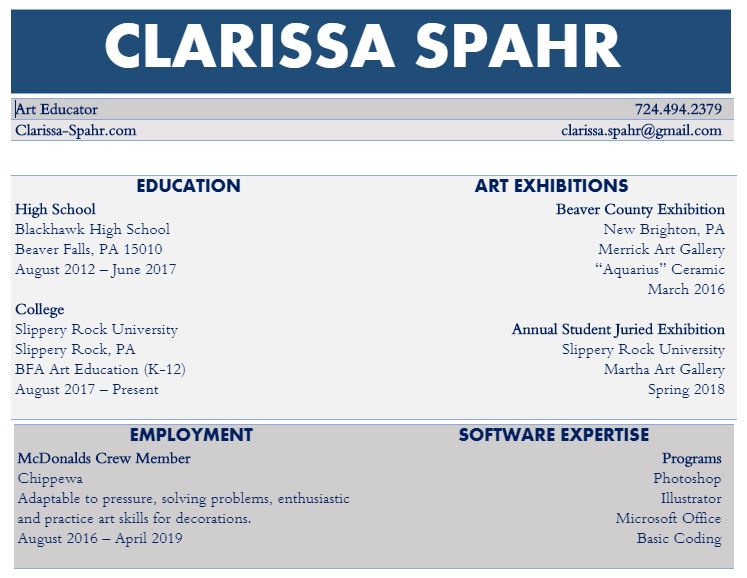 CLARISSA SPAHR
Art Educator 724.494.2379
Clarissa-Spahr.com clarissa.spahr@gmail.com
EDUCATION
High School
Blackhawk High School
Beaver Falls, PA 15010
August 2012 – June 2017
College
Slippery Rock University
Slippery Rock, PA
BFA Art Education (K-12)
August 2017 – Present
ART EXHIBITIONS
Beaver County Exhibition
New Brighton, PA
Merrick Art Gallery
“Aquarius” Ceramic
March 2016
Annual Student Juried Exhibition
Slippery Rock University
Martha Art Gallery
Spring 2018
EMPLOYMENT
McDonalds Crew Member
Chippewa
Adaptable to pressure, solving problems, enthusiastic
and practice art skills for decorations.
August 2016 – April 2019
SOFTWARE EXPERTISE
Programs
Photoshop
Illustrator
Microsoft Office
Basic Coding